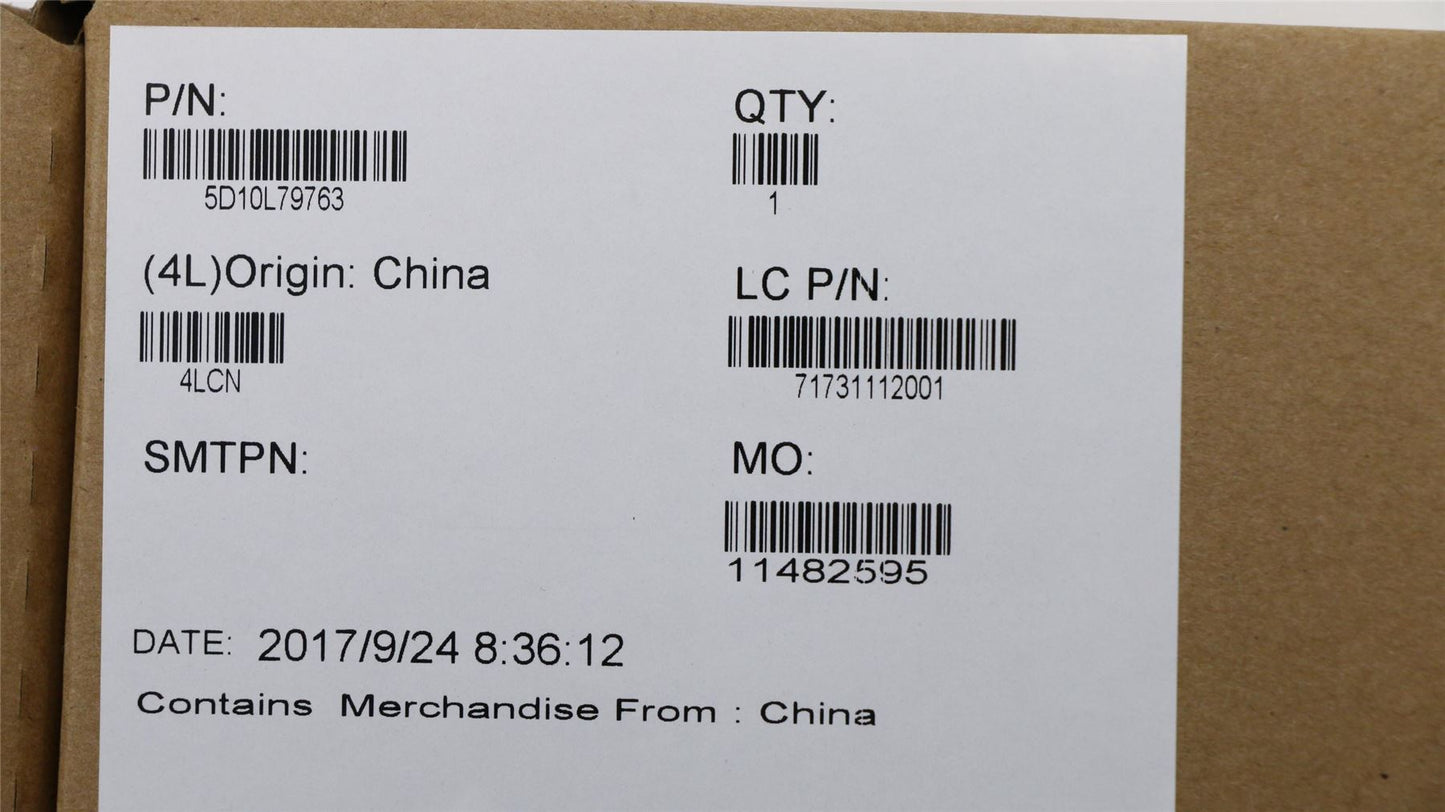 P/N:
5D10L79763
QTY:
1
(4L)Origin: China
4LCN
LC P/N:
71731112001
SMTPN:
MO:
11482595
DATE: 2017/9/24 8:36:12
Contains Merchandise From : China